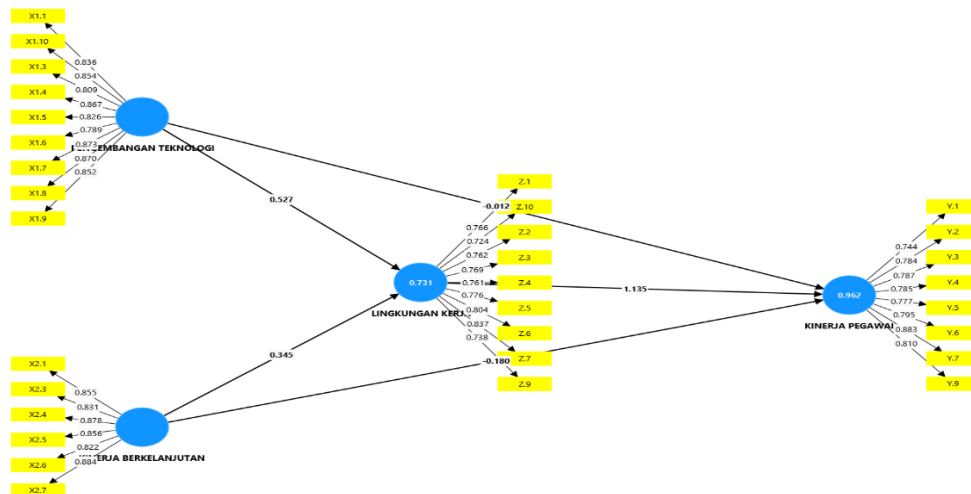 X1.1
X1.10
X1.3
X1.4
X1.5
X1.6
X1.7
X1.8
X1.9
0.836
0.854
0.809
0.867
0.826
0.789
0.873
0.870
0.852
TEKNOLOGI
0.527
-0.012
Z.1
Z.10
Z.2
Z.3
Z.4
Z.5
Z.6
Z.7
Z.9
0.766
0.724
0.762
0.769
0.761
0.776
0.804
0.837
0.738
0.731
LINGKUNGAN KERJA
1.135
Y.1
Y.2
Y.3
Y.4
Y.5
Y.6
Y.7
Y.9
0.744
0.784
0.787
0.785
0.777
0.795
0.883
0.810
0.962
KINERJA PEGAWAI
0.345
-0.180
X2.1
X2.3
X2.4
X2.5
X2.6
X2.7
0.855
0.831
0.878
0.856
0.822
0.884
KINERJA BERKELANJUTAN